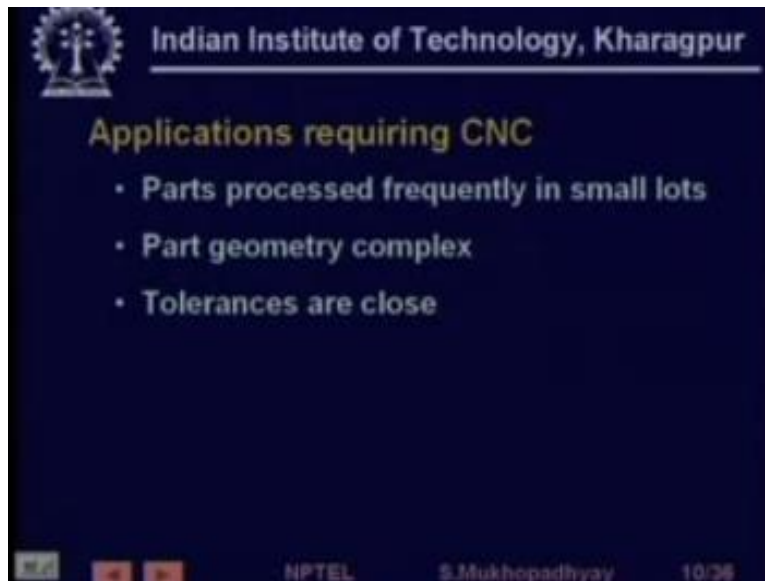 Indian Institute of Technology, Kharagpur
Applications requiring CNC
• Parts processed frequently in small lots
• Part geometry complex
• Tolerances are close
NPTEL S.Mukhopadhyay 10/36